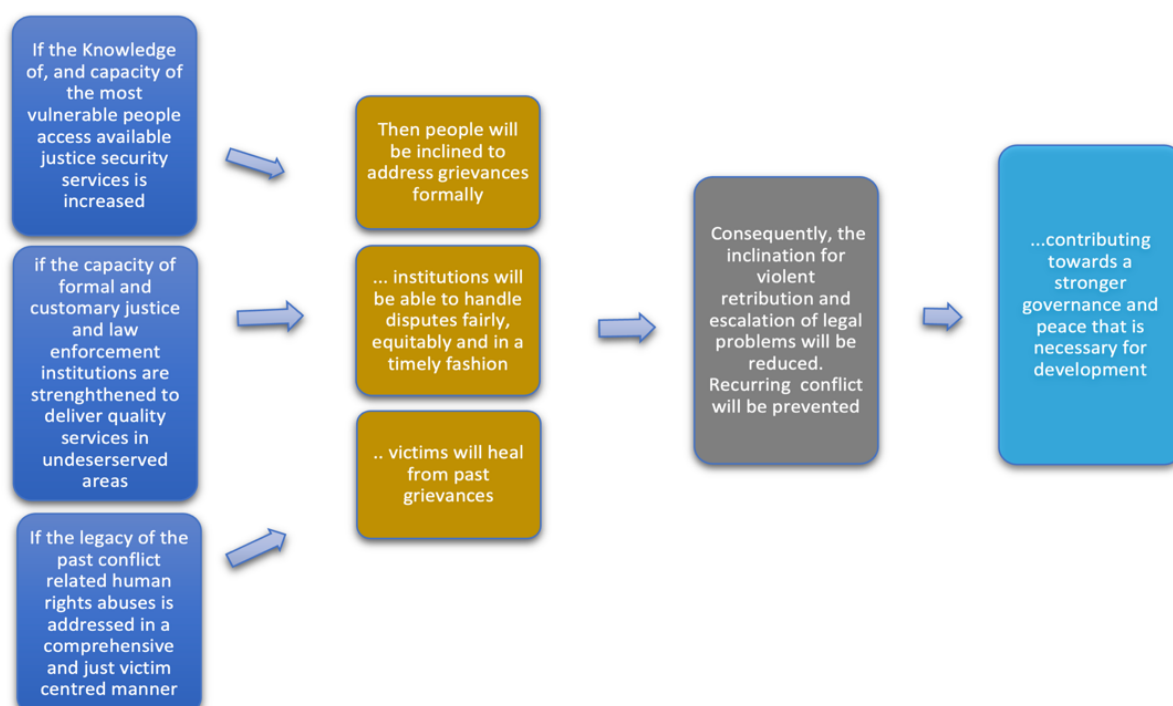 If the Knowledge
of, and capacity of
the most
vulnerable people
access available
justice security
services is
increased
if the capacity of
formal and
customary justice
and law
enforcement
institutions are
strenghthened to
deliver quality
services in
undeserserved
areas
If the legacy of the
past conflict
related human
rights abuses is
addressed in a
comprehensive
and just victim
centred manner
Then people will
be inclined to
address grievances
formally
... institutions will
be able to handle
disputes fairly,
equitably and in a
timely fashion
.. victims will heal
from past
grievances
Consequently, the
inclination for
violent
retribution and
escalation of legal
problems will be
reduced.
Recurring conflict
will be prevented
...contributing
towards a
stronger
governance and
peace that is
necessary for
development